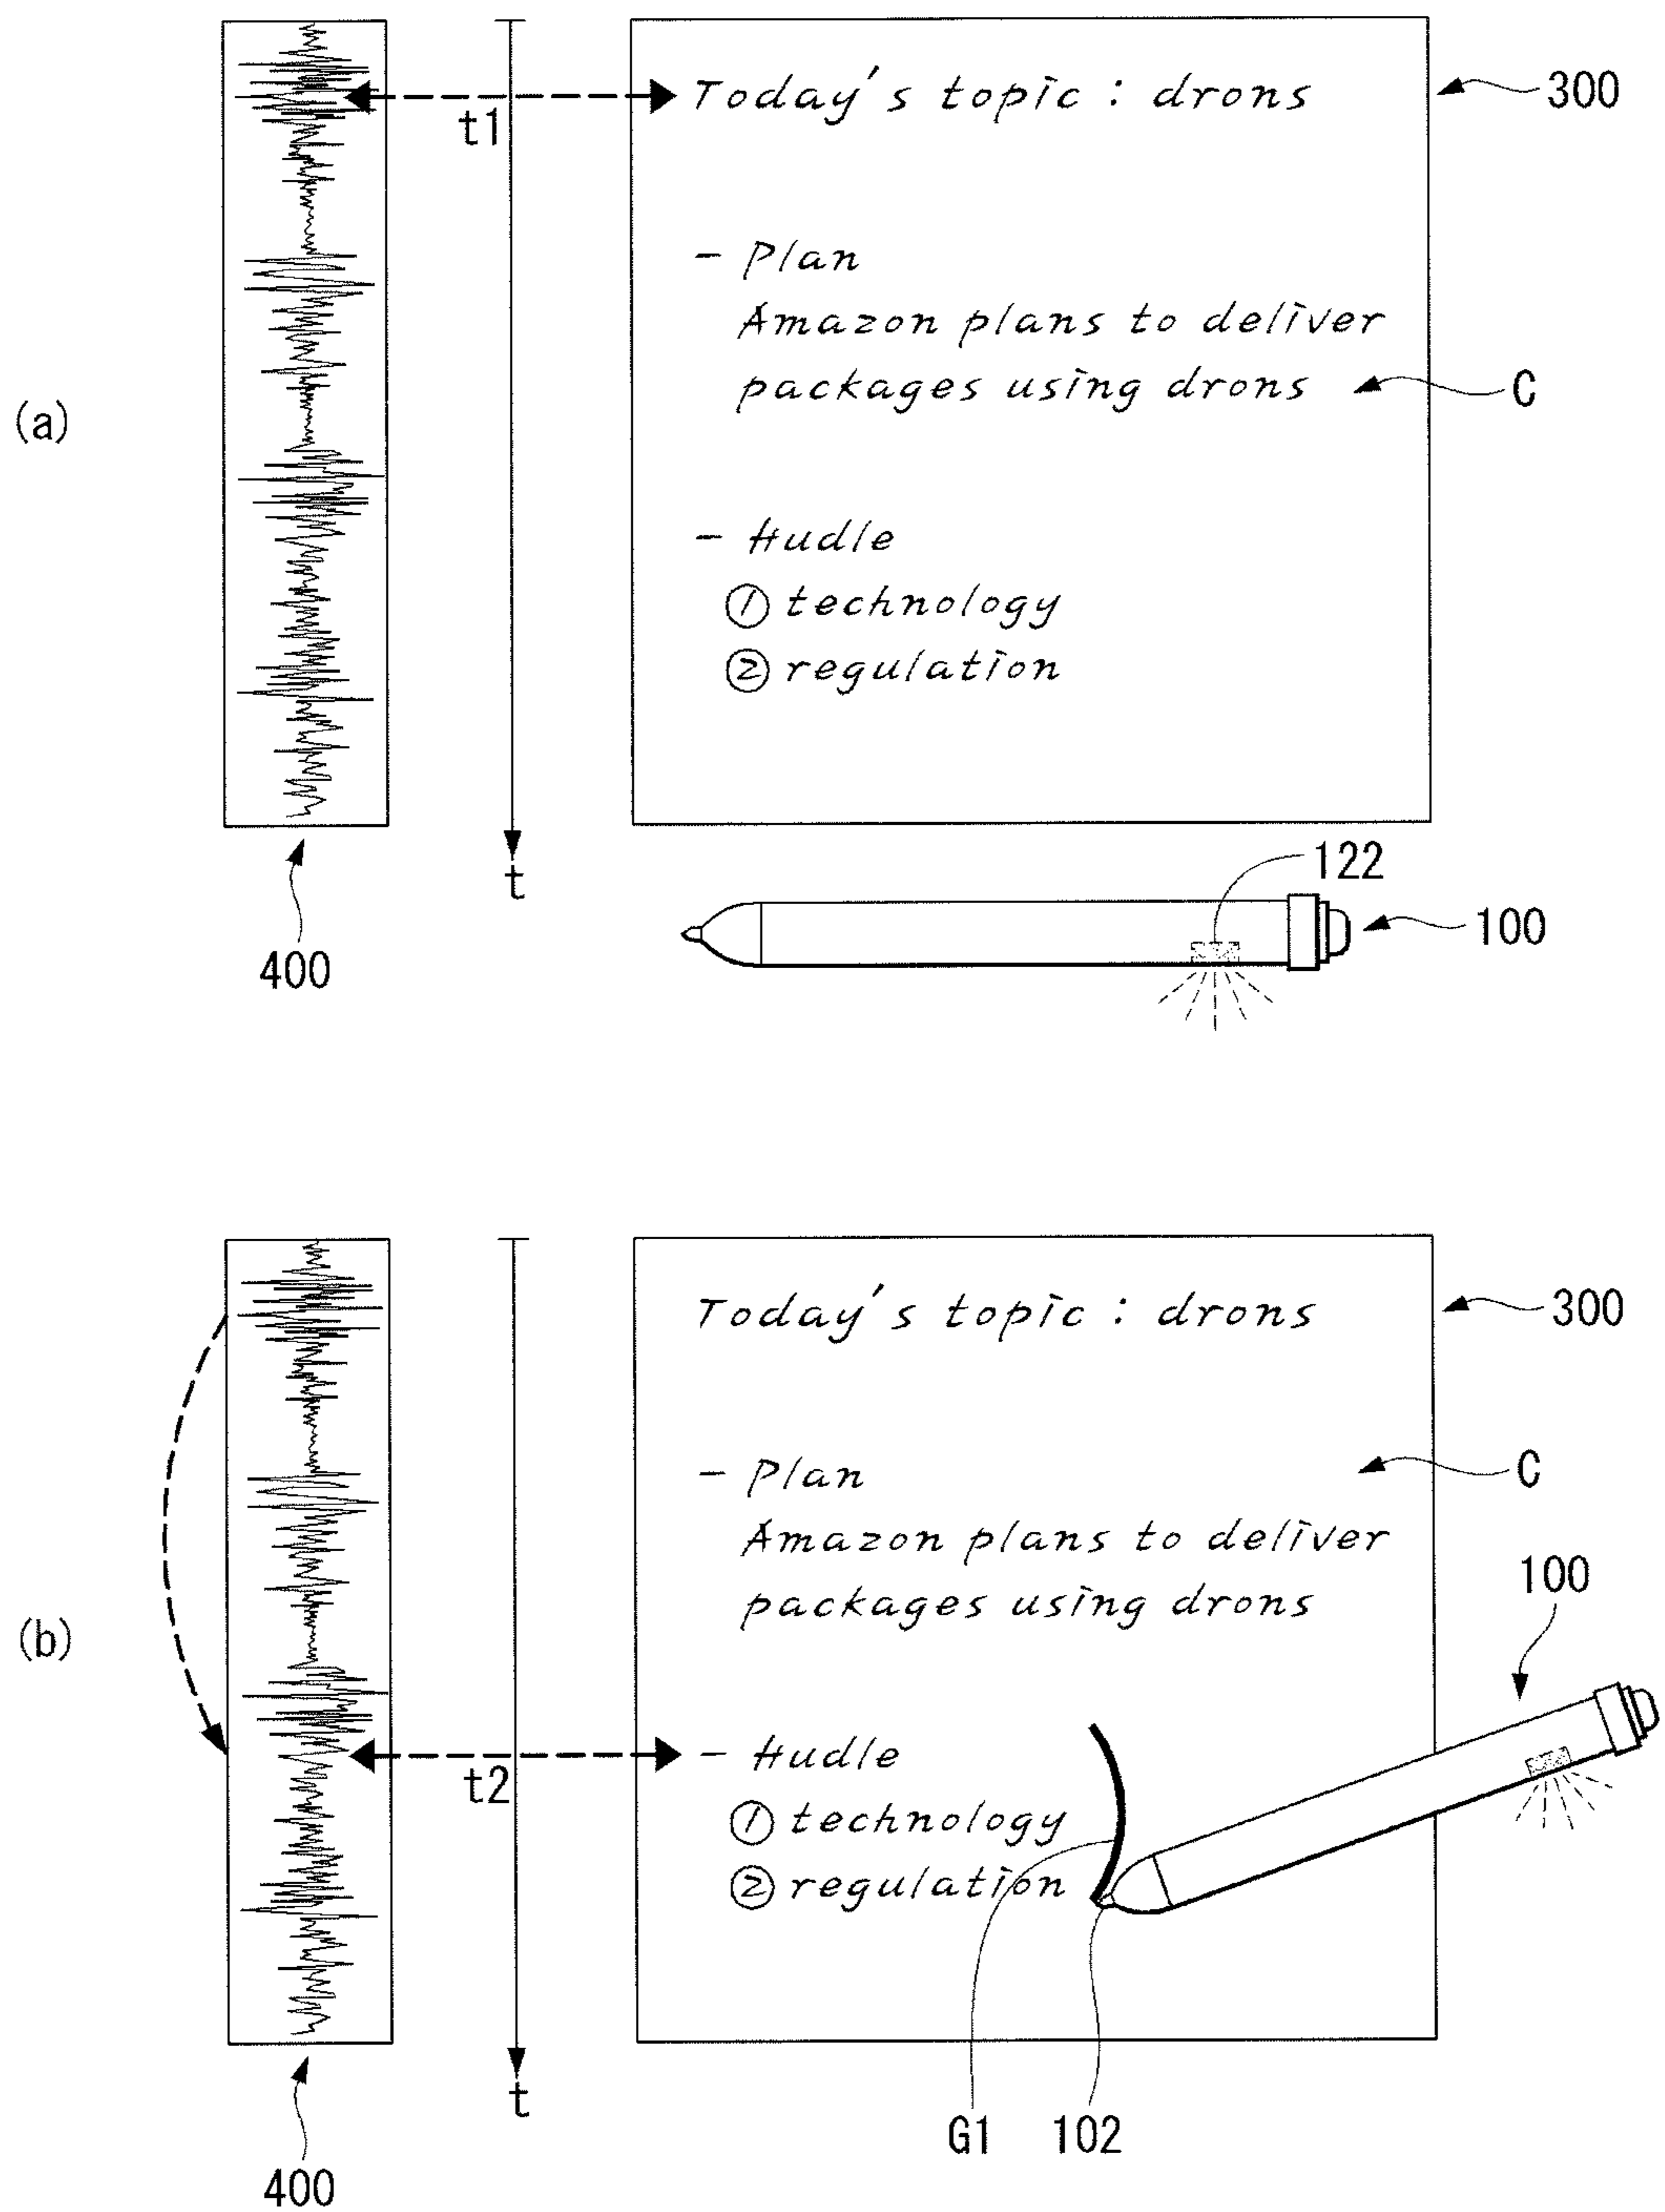 Today's topic : drons
300
t1
- Plan
Amazon plans to deliver
packages using drons
C
(a)
- Hudle
① technology
② regulation
t
122
100
400
Today's topic : drons
300
- Plan
C
Amazon plans to deliver
packages using drons
100
(b)
- Hudle
t2
① technology
② regulation
t
G1
102
400